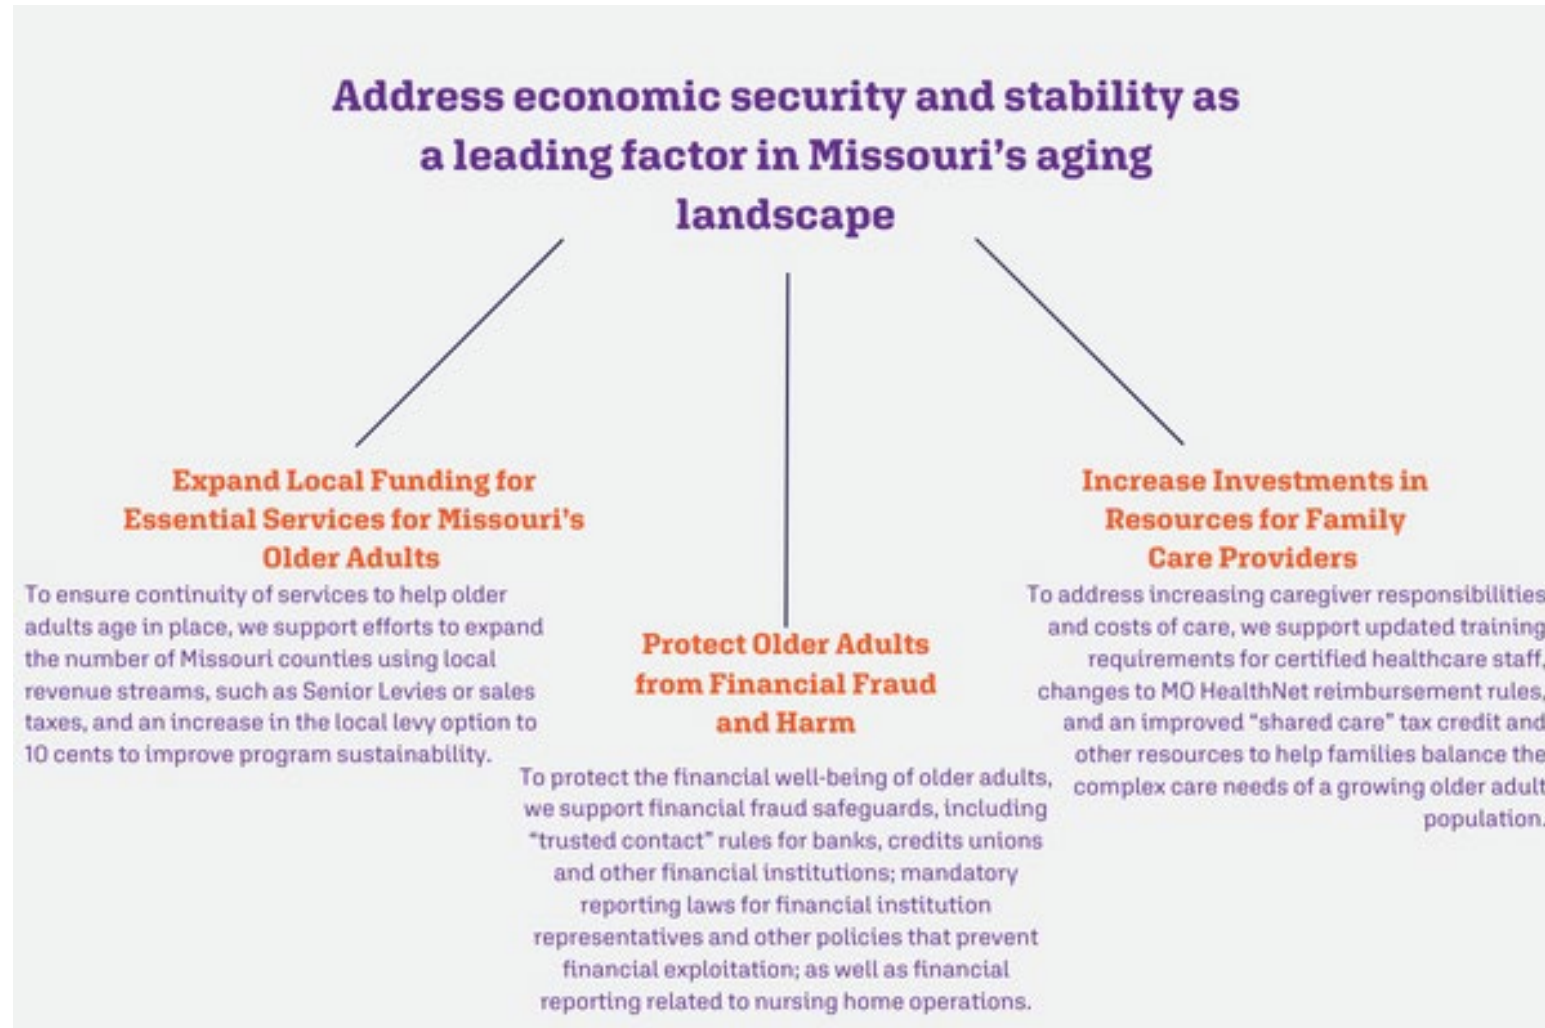 Address economic security and stability as
a leading factor in Missouri's aging
landscape
Expand Local Funding for
Essential Services for Missouri's
Older Adults
To ensure continuity of services to help older
adults age in place, we support efforts to expand
the number of Missouri counties using local
revenue streams, such as Senior Levies or sales
taxes, and an increase in the local levy option to
10 cents to improve program sustainability.
Protect Older Adults
from Financial Fraud
and Harm
To protect the financial well-being of older adults,
we support financial fraud safeguards, including
"trusted contact" rules for banks, credits unions
and other financial institutions; mandatory
reporting laws for financial institution
representatives and other policies that prevent
financial exploitation; as well as financial
reporting related to nursing home operations.
Increase Investments in
Resources for Family
Care Providers
To address increasing caregiver responsibilities
and costs of care, we support updated training
requirements for certified healthcare staff,
changes to MO HealthNet reimbursement rules,
and an improved "shared care" tax credit and
other resources to help families balance the
complex care needs of a growing older adult
population.